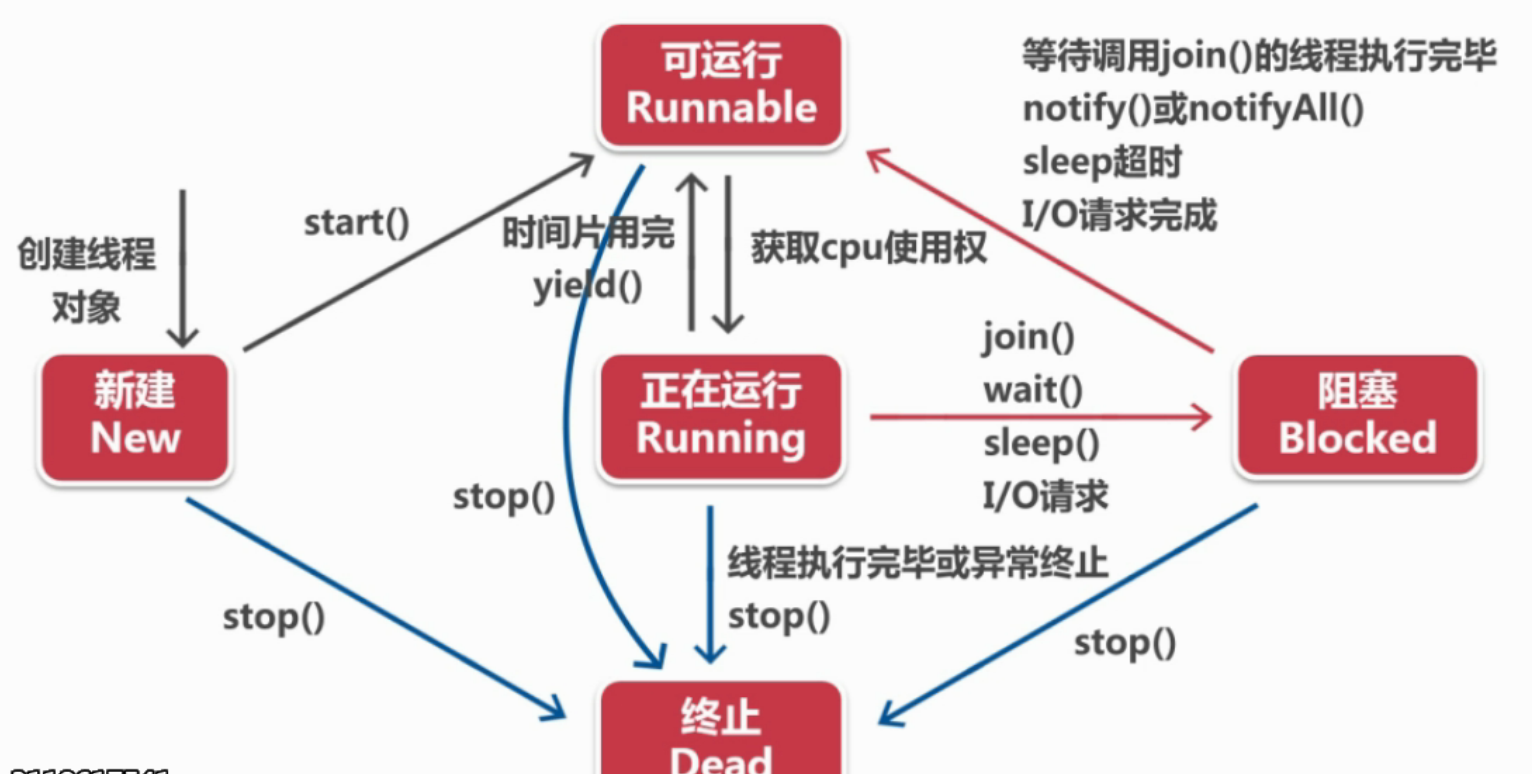 可运行
Runnable
等待调用join()的线程执行完毕
notify()或notifyAll()
sleep超时
I/O请求完成
start()
时间片用完
yield()
获取cpu使用权
创建线程
对象
新建
New
正在运行
Running
join()
wait()
sleep()
I/O请求
阻塞
Blocked
stop()
线程执行完毕或异常终止
stop()
stop()
stop()
终止
Dead